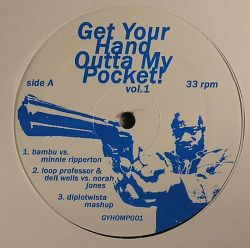 Get Your
Hand
Outta My
Pocket!
side A
vol.1
33 rpm
1. bambu vs.
minnie ripperton
2. loop professor &
dell wells vs. norah
jones
3. diplotwista
mashup
GYHOMP001